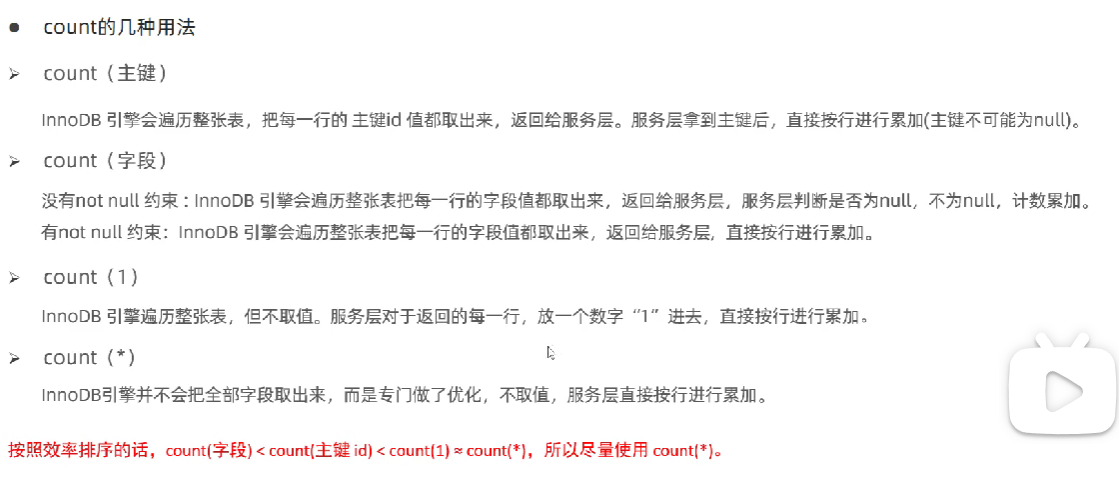 ● count的几种用法
➢ count（主键）
InnoDB 引擎会遍历整张表，把每一行的 主键id 值都取出来，返回给服务层。服务层拿到主键后，直接按行进行累加(主键不可能为null)。
➢ count（字段）
没有not null 约束 : InnoDB 引擎会遍历整张表把每一行的字段值都取出来，返回给服务层，服务层判断是否为null，不为null，计数累加。
有not null 约束：InnoDB 引擎会遍历整张表把每一行的字段值都取出来，返回给服务层，直接按行进行累加。
➢ count（1）
InnoDB 引擎遍历整张表，但不取值。服务层对于返回的每一行，放一个数字“1”进去，直接按行进行累加。
➢ count（*）
InnoDB引擎并不会把全部字段取出来，而是专门做了优化，不取值，服务层直接按行进行累加。
按照效率排序的话，count(字段) < count(主键 id) < count(1) ≈ count(*)，所以尽量使用 count(*)。